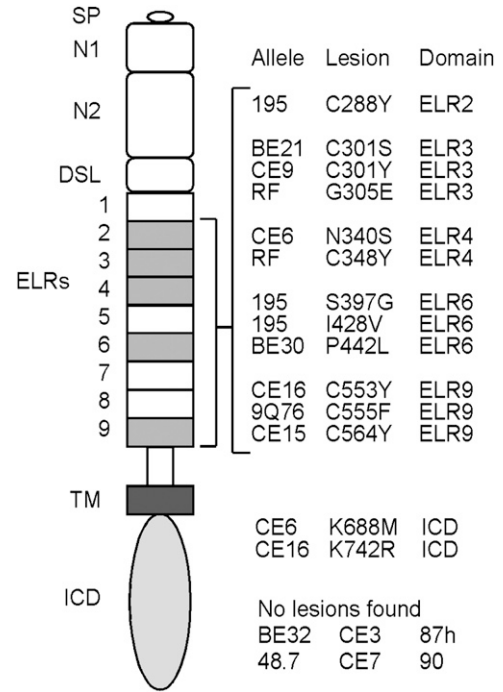 SP
N1
N2
DSL
ELRs
1
2
3
4
5
6
7
8
9
TM
ICD
Allele Lesion Domain
195 C288Y ELR2
BE21 C301S ELR3
CE9 C301Y ELR3
RF G305E ELR3
CE6 N340S ELR4
RF C348Y ELR4
195 S397G ELR6
195 I428V ELR6
BE30 P442L ELR6
CE16 C553Y ELR9
9Q76 C555F ELR9
CE15 C564Y ELR9
CE6 K688M ICD
CE16 K742R ICD
No lesions found
BE32 CE3 87h
48.7 CE7 90